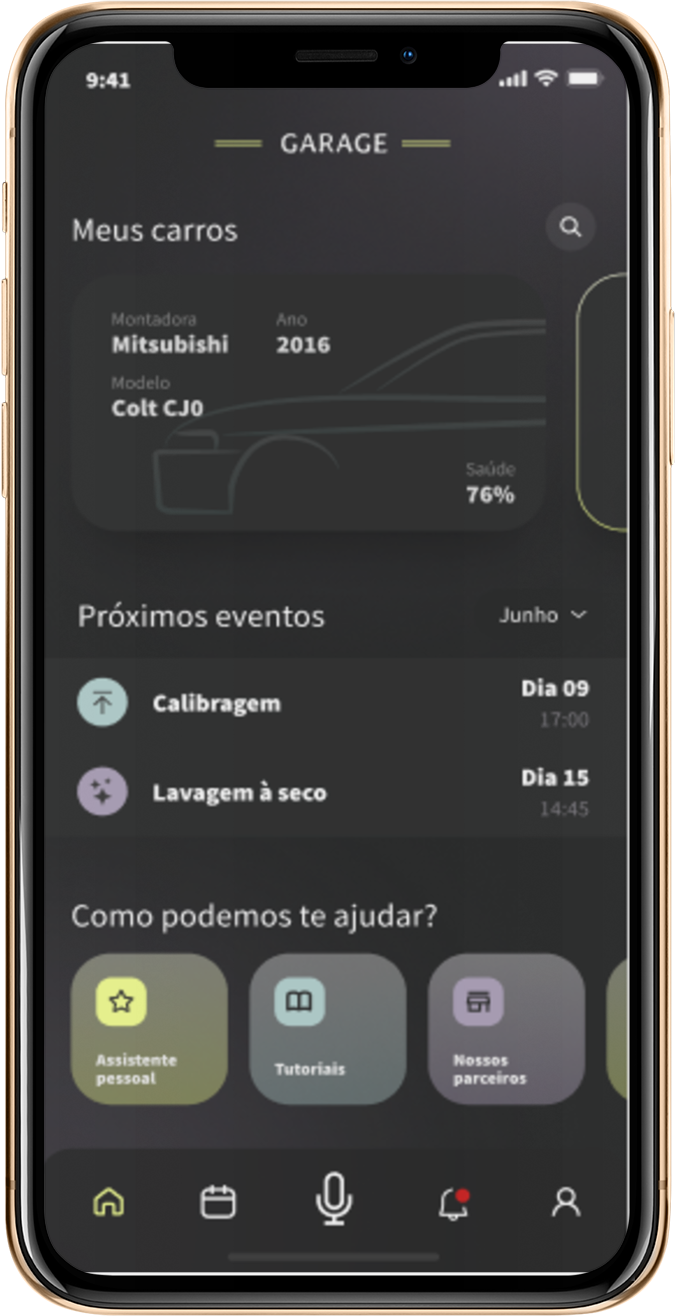 9:41
GARAGE
Meus carros
Montadora
Ano
Mitsubishi
2016
Modelo
Colt CJ0
Saúde
76%
Próximos eventos
Junho
Calibragem
Dia 09
17:00
Lavagem à seco
Dia 15
14:45
Como podemos te ajudar?
Assistente
pessoal
Tutoriais
Nossos
parceiros